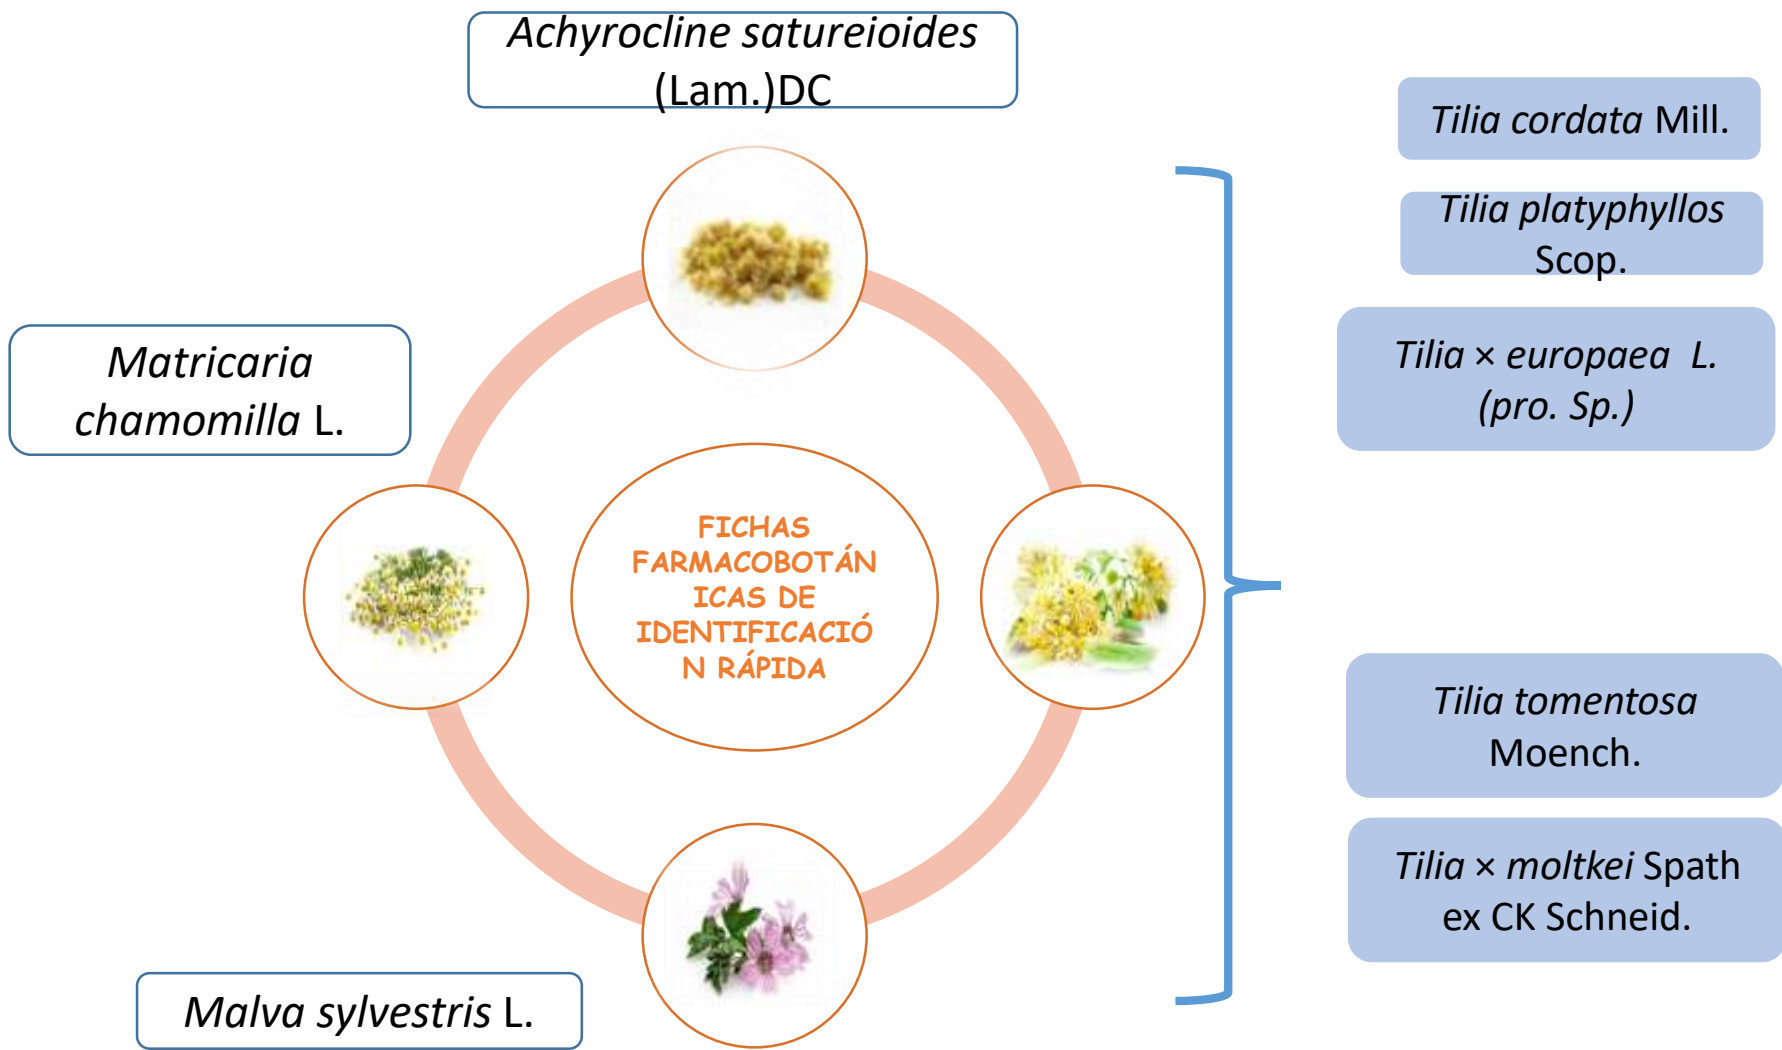 Achyrocline satureioides
(Lam.)DC
Tilia cordata Mill.
Tilia platyphyllos
Scop.
Tilia × europaea L.
(pro. Sp.)
Matricaria
chamomilla L.
FICHAS
FARMACOBOTÁN
ICAS DE
IDENTIFICACIÓ
N RÁPIDA
Tilia tomentosa
Moench.
Tilia × moltkei Spath
ex CK Schneid.
Malva sylvestris L.